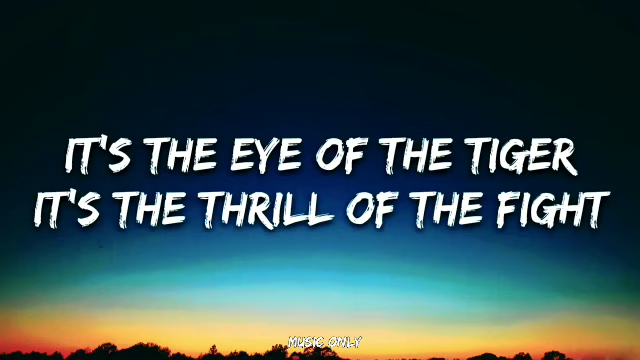 IT'S THE EYE OF THE TIGER
IT'S THE THRILL OF THE FIGHT
MUSIC ONLY